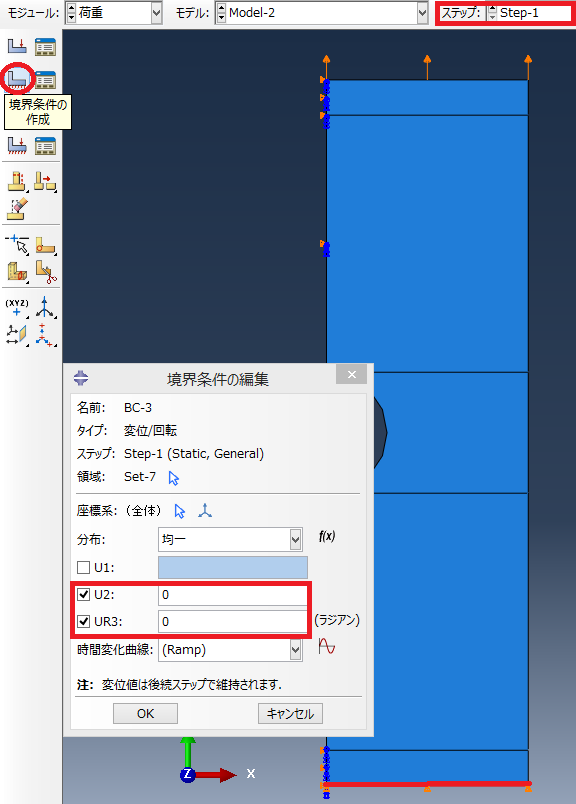 モジュール: 荷重 モデル: Model-2 ステップ: Step-1
境界条件の
作成
(XYZ)
境界条件の編集
名前: BC-3
タイプ: 変位/回転
ステップ: Step-1 (Static, General)
領域: Set-7
座標系: (全体)
分布: 均一 f(x)
U1:
U2: 0
UR3: 0 (ラジアン)
時間変化曲線: (Ramp)
注: 変位値は後続ステップで維持されます.
OK キャンセル
Z X